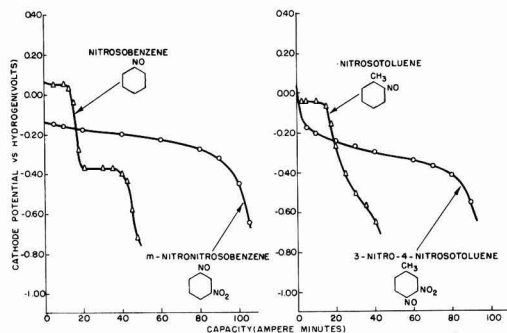 0.40
0.20
0.00
-0.20
-0.40
-0.60
-0.80
-1.00
CATHODE POTENTIAL VS HYDROGEN(VOLTS)
NITROSOBENZENE
NO
m-NITRONITROSOBENZENE
NO
NO₂
0 20 40 60 80 100
0.40
0.20
0.00
-0.20
-0.40
-0.60
-0.80
-1.00
NITROSOTOLUENE
CH₃
NO
3-NITRO-4-NITROSOTOLUENE
CH₃
NO₂
NO
0 20 40 60 80 100
CAPACITY(AMPERE MINUTES)